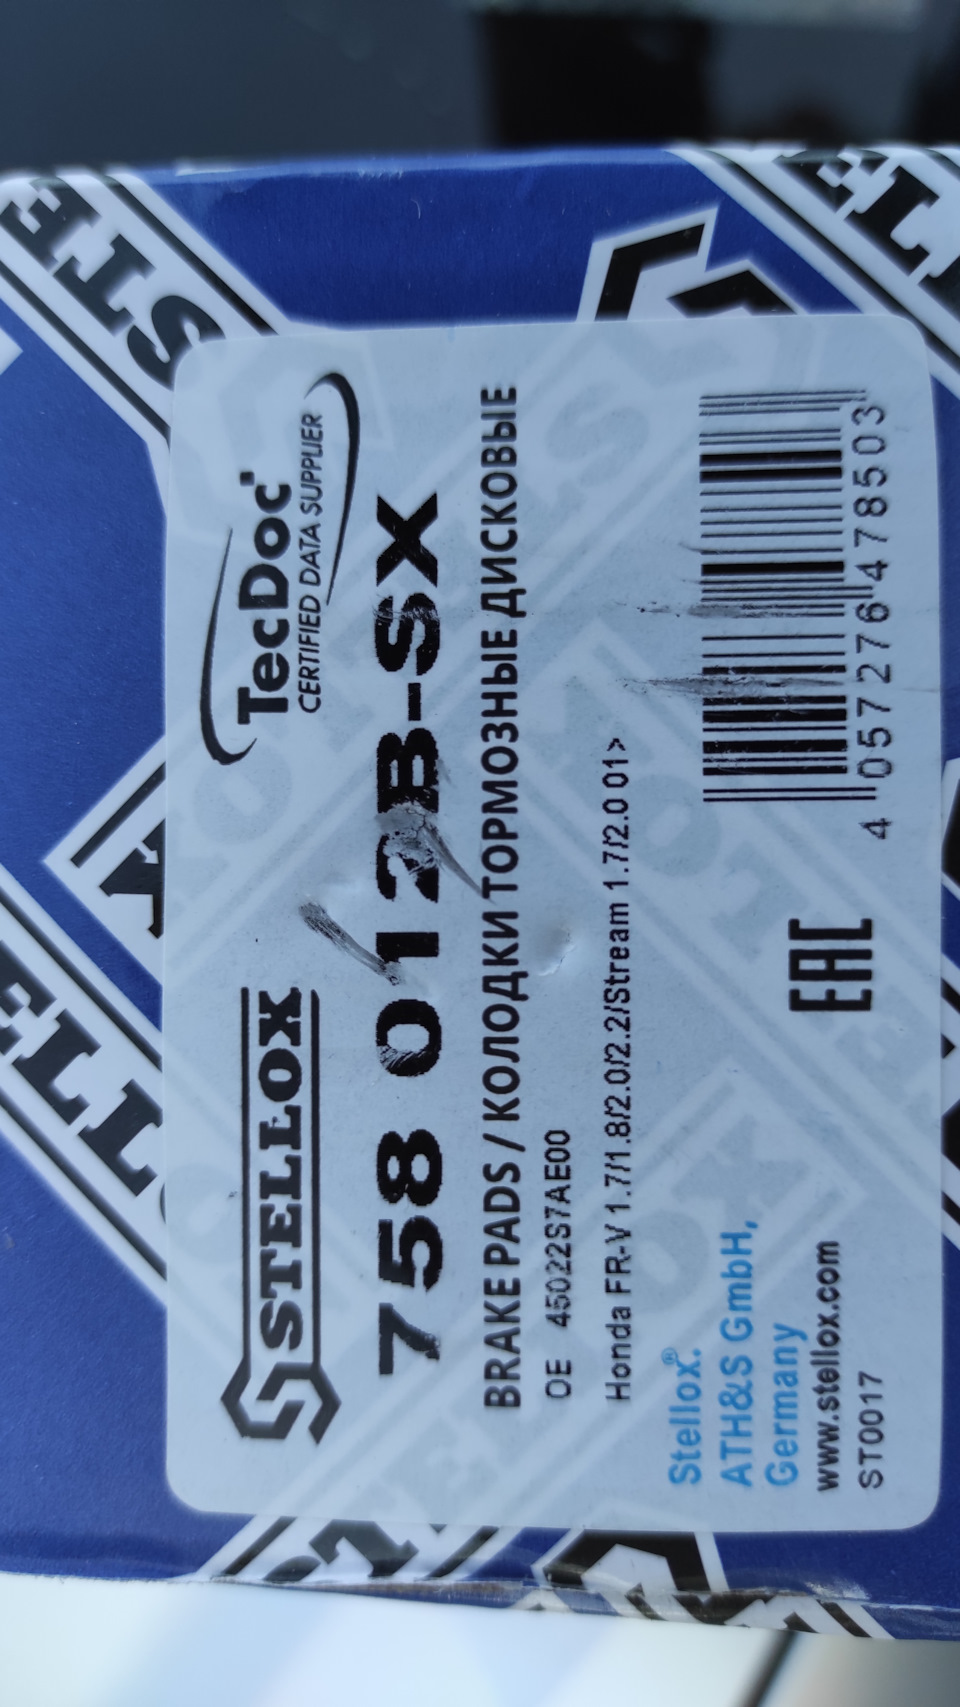 STELLOX
TecDoc
CERTIFIED DATA SUPPLIER
758 012B-SX
BRAKE PADS / КОЛОДКИ ТОРМОЗНЫЕ ДИСКОВЫЕ
OE 45022S7AE00
Honda FR-V 1.7/1.8/2.0/2.2/Stream 1.7/2.0 01>
Stellox®.
ATH&S GmbH,
Germany
www.stellox.com
ST0017
EAC
4 057276 478503